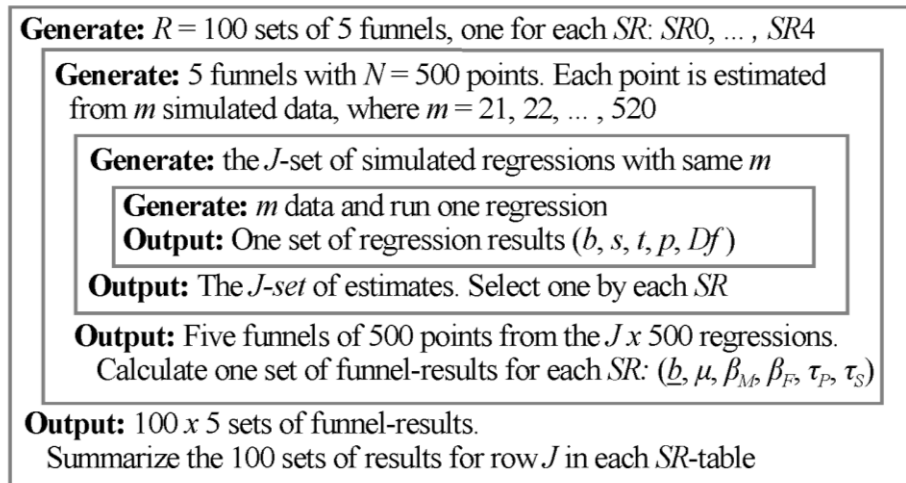 Generate: R = 100 sets of 5 funnels, one for each SR: SR0, ... , SR4
Generate: 5 funnels with N = 500 points. Each point is estimated
from m simulated data, where m = 21, 22, ... , 520
Generate: the J-set of simulated regressions with same m
Generate: m data and run one regression
Output: One set of regression results (b, s, t, p, Df)
Output: The J-set of estimates. Select one by each SR
Output: Five funnels of 500 points from the J x 500 regressions.
Calculate one set of funnel-results for each SR: (b, μ, β_M, β_F, τ_P, τ_S)
Output: 100 x 5 sets of funnel-results.
Summarize the 100 sets of results for row J in each SR-table